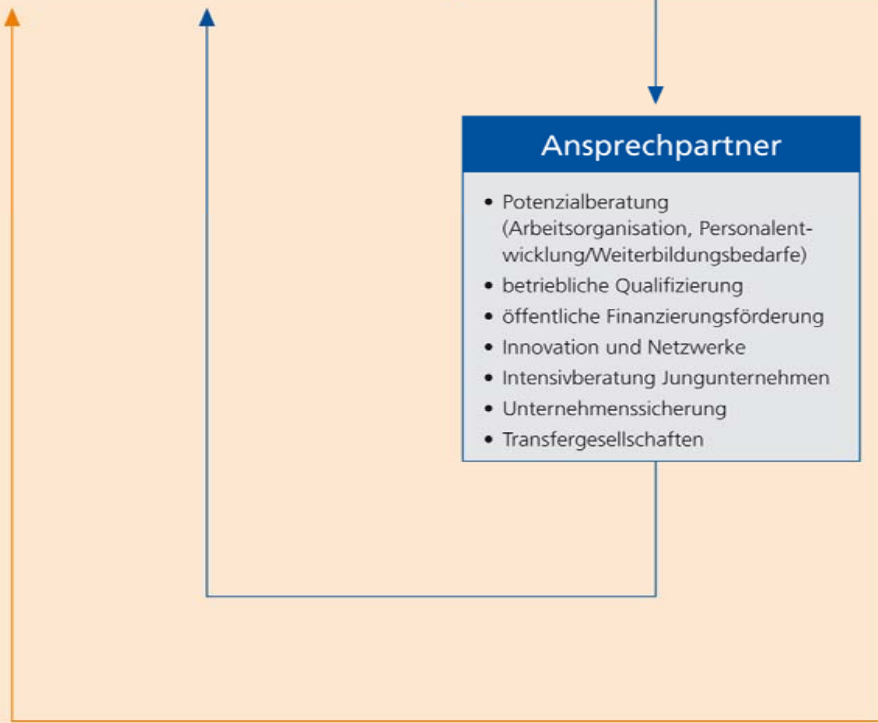 Ansprechpartner
• Potenzialberatung
(Arbeitsorganisation, Personalent-
wicklung/Weiterbildungsbedarfe)
• betriebliche Qualifizierung
• öffentliche Finanzierungsförderung
• Innovation und Netzwerke
• Intensivberatung Jungunternehmen
• Unternehmenssicherung
• Transfergesellschaften